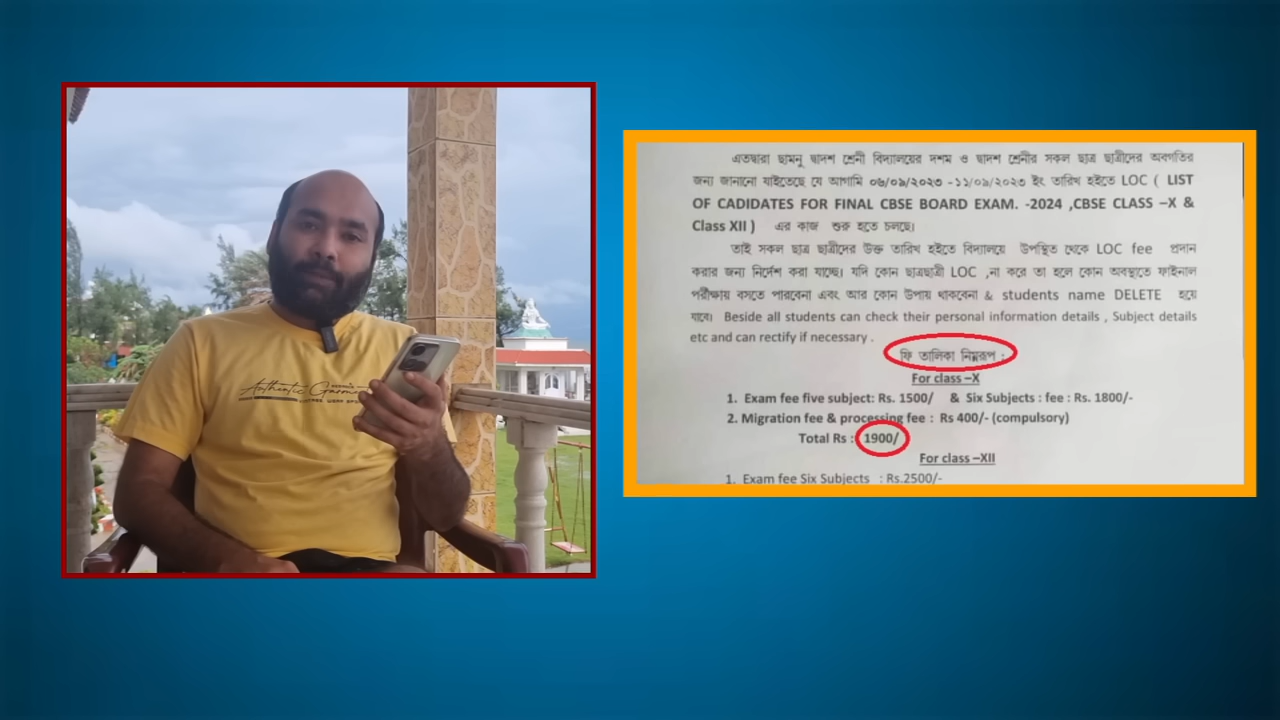 Authentic Garment
এতদ্বারা ছামনু দ্বাদশ শ্রেনী বিদ্যালয়ের দশম ও দ্বাদশ শ্রেনীর সকল ছাত্র ছাত্রীদের অবগতির
জন্য জানানো যাইতেছে যে আগামি ০৬/০৯/২০২৩ -১১/০৯/২০২৩ ইং তারিখ হইতে LOC ( LIST
OF CADIDATES FOR FINAL CBSE BOARD EXAM. -2024 ,CBSE CLASS –X &
Class XII ) এর কাজ শুরু হতে চলছে।
তাই সকল ছাত্র ছাত্রীদের উক্ত তারিখ হইতে বিদ্যালয়ে উপস্থিত থেকে LOC fee প্রদান
করার জন্য নির্দেশ করা যাচ্ছে। যদি কোন ছাত্রছাত্রী LOC ,না করে তা হলে কোন অবস্থাতে ফাইনাল
পরীক্ষায় বসতে পারবেনা এবং আর কোন উপায় থাকবেনা & students name DELETE হয়ে
যাবে। Beside all students can check their personal information details , Subject details
etc and can rectify if necessary .
ফি তালিকা নিম্নরূপ :
For class –X
1. Exam fee five subject: Rs. 1500/ & Six Subjects : fee : Rs. 1800/-
2. Migration fee & processing fee : Rs 400/- (compulsory)
Total Rs : 1900/
For class –XII
1. Exam fee Six Subjects : Rs.2500/-